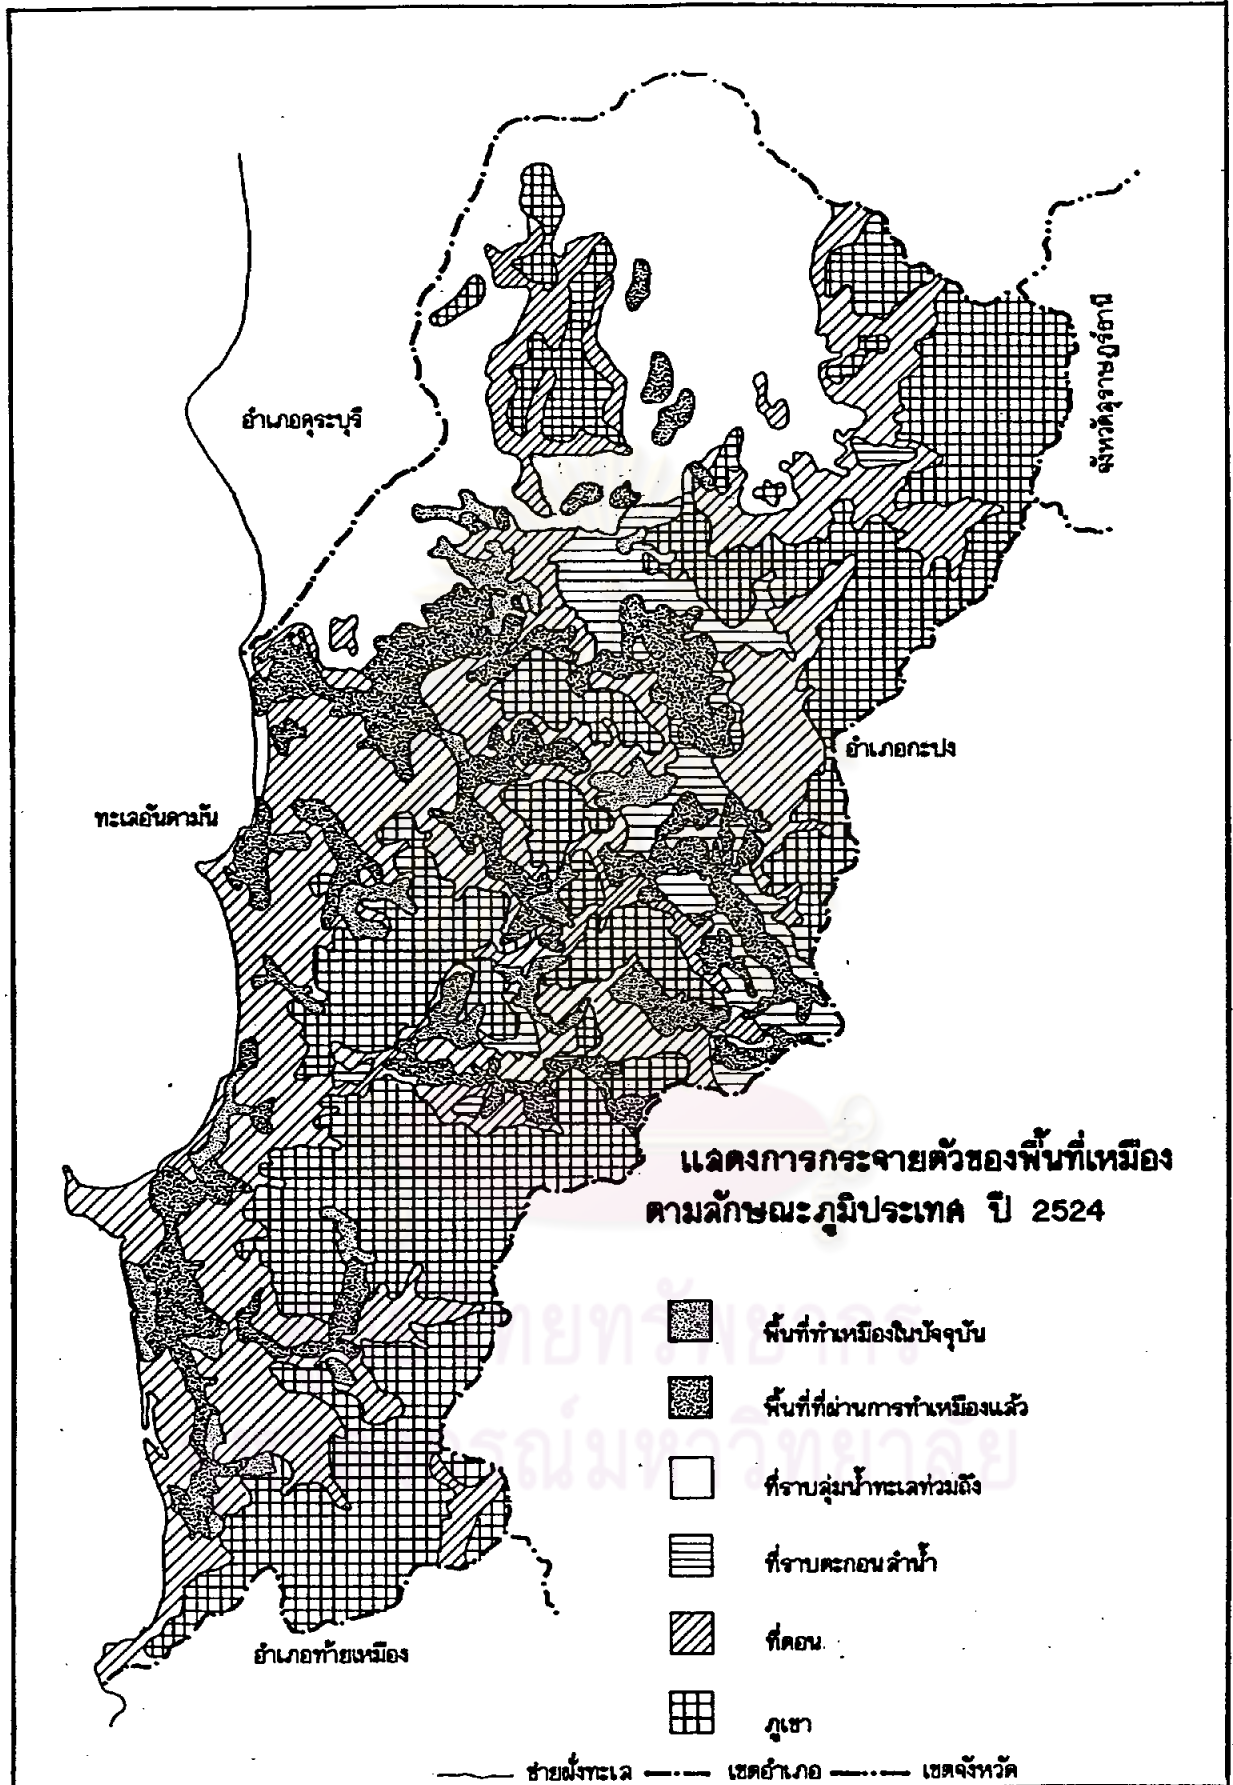 อำเภอคุระบุรี
จังหวัดสุราษฎร์ธานี
อำเภอกะปง
ทะเลอันดามัน
แสดงการกระจายตัวของพื้นที่เหมือง
ตามลักษณะภูมิประเทศ ปี 2524
พื้นที่ทำเหมืองในปัจจุบัน
พื้นที่ที่ผ่านการทำเหมืองแล้ว
ที่ราบลุ่มน้ำทะเลท่วมถึง
ที่ราบตะกอนลำน้ำ
ที่ดอน
ภูเขา
อำเภอท้ายเหมือง
ชายฝั่งทะเล เขตอำเภอ เขตจังหวัด